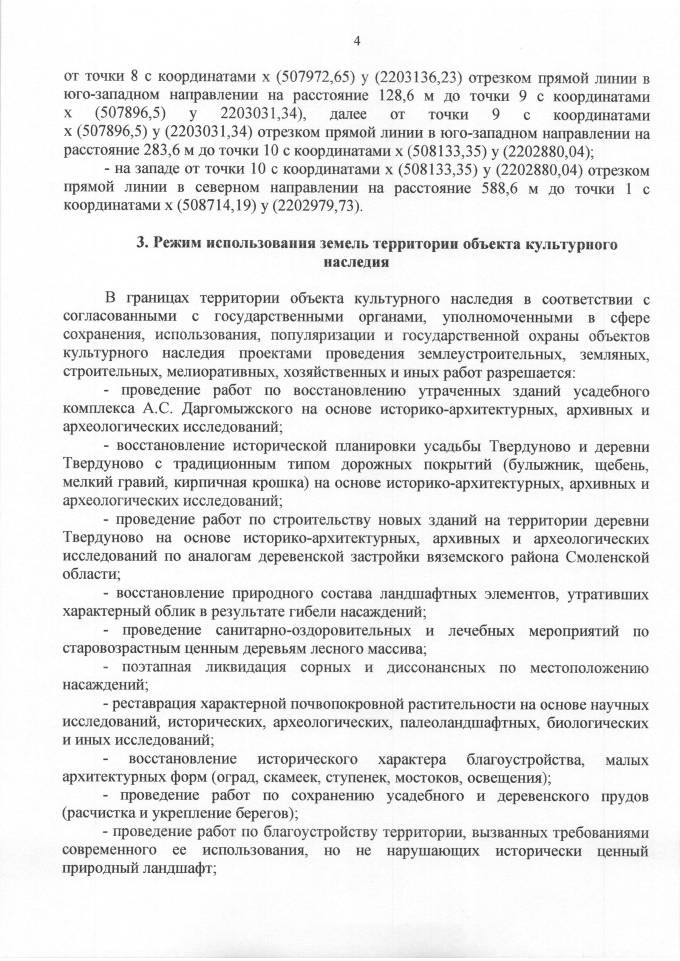 4
от точки 8 с координатами х (507972,65) у (2203136,23) отрезком прямой линии в
юго-западном направлении на расстояние 128,6 м до точки 9 с координатами
х (507896,5) у 2203031,34), далее от точки 9 с координатами
х (507896,5) у (2203031,34) отрезком прямой линии в юго-западном направлении на
расстояние 283,6 м до точки 10 с координатами х (508133,35) у (2202880,04);
- на западе от точки 10 с координатами х (508133,35) у (2202880,04) отрезком
прямой линии в северном направлении на расстояние 588,6 м до точки 1 с
координатами х (508714,19) у (2202979,73).
3. Режим использования земель территории объекта культурного
наследия
В границах территории объекта культурного наследия в соответствии с
согласованными с государственными органами, уполномоченными в сфере
сохранения, использования, популяризации и государственной охраны объектов
культурного наследия проектами проведения землеустроительных, земляных,
строительных, мелиоративных, хозяйственных и иных работ разрешается:
- проведение работ по восстановлению утраченных зданий усадебного
комплекса А.С. Даргомыжского на основе историко-архитектурных, архивных и
археологических исследований;
- восстановление исторической планировки усадьбы Твердуново и деревни
Твердуново с традиционным типом дорожных покрытий (булыжник, щебень,
мелкий гравий, кирпичная крошка) на основе историко-архитектурных, архивных и
археологических исследований;
- проведение работ по строительству новых зданий на территории деревни
Твердуново на основе историко-архитектурных, архивных и археологических
исследований по аналогам деревенской застройки вяземского района Смоленской
области;
- восстановление природного состава ландшафтных элементов, утративших
характерный облик в результате гибели насаждений;
- проведение санитарно-оздоровительных и лечебных мероприятий по
старовозрастным ценным деревьям лесного массива;
- поэтапная ликвидация сорных и диссонансных по местоположению
насаждений;
- реставрация характерной почвопокровной растительности на основе научных
исследований, исторических, археологических, палеоландшафтных, биологических
и иных исследований;
- восстановление исторического характера благоустройства, малых
архитектурных форм (оград, скамеек, ступенек, мостоков, освещения);
- проведение работ по сохранению усадебного и деревенского прудов
(расчистка и укрепление берегов);
- проведение работ по благоустройству территории, вызванных требованиями
современного ее использования, но не нарушающих исторически ценный
природный ландшафт;